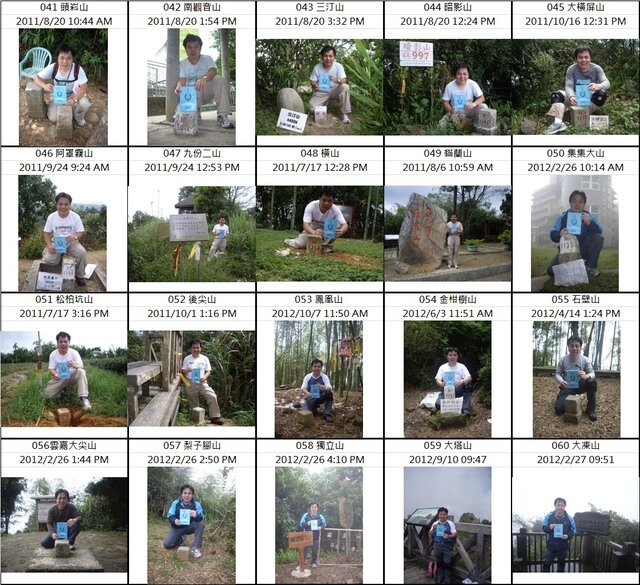 041 頭嵙山
2011/8/20 10:44 AM
042 南觀音山
2011/8/20 1:54 PM
043 三汀山
2011/8/20 3:32 PM
044 暗影山
2011/8/20 12:24 PM
045 大橫屏山
2011/10/16 12:31 PM
997
046 阿罩霧山
2011/9/24 9:24 AM
047 九份二山
2011/9/24 12:53 PM
048 橫山
2011/7/17 12:28 PM
049 貓蘭山
2011/8/6 10:59 AM
050 集集大山
2012/2/26 10:14 AM
051 松柏坑山
2011/7/17 3:16 PM
052 後尖山
2011/10/1 1:16 PM
053 鳳凰山
2012/10/7 11:50 AM
054 金柑樹山
2012/6/3 11:51 AM
055 石壁山
2012/4/14 1:24 PM
056雲嘉大尖山
2012/2/26 1:44 PM
057 梨子腳山
2012/2/26 2:50 PM
058 獨立山
2012/2/26 4:10 PM
059 大塔山
2012/9/10 09:47
060 大凍山
2012/2/27 09:51